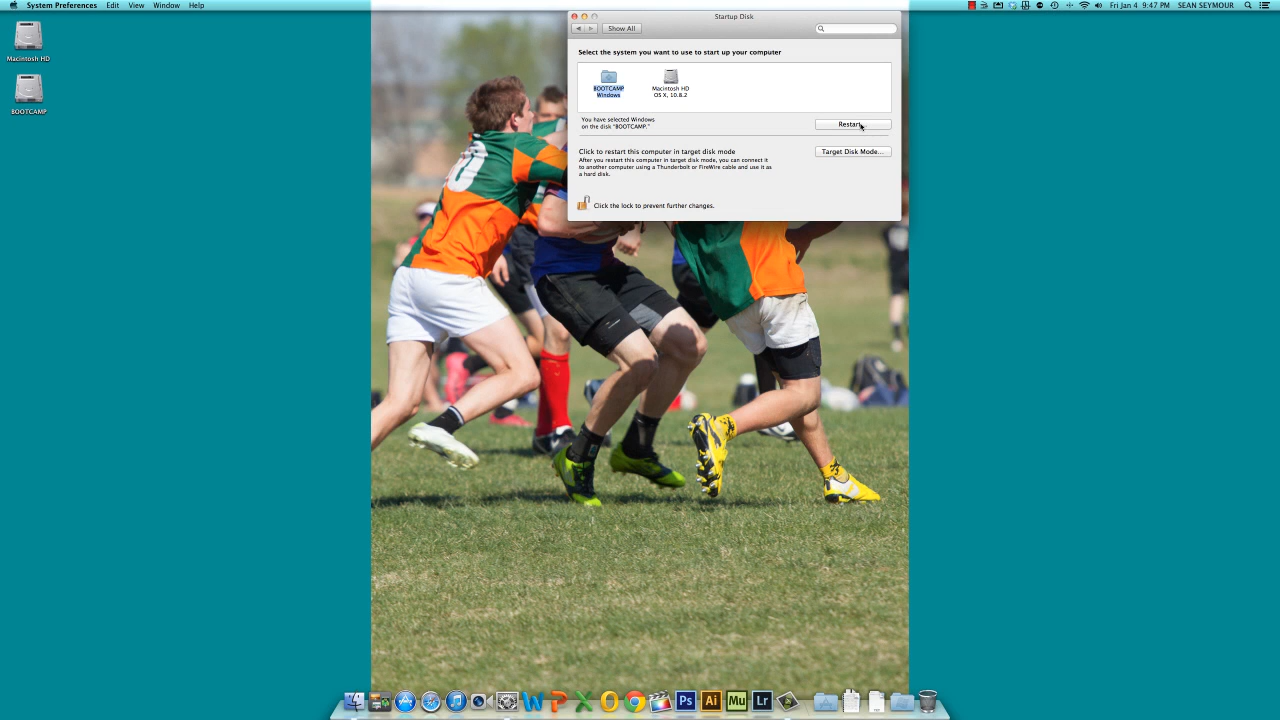 System Preferences Edit View Window Help
Fri Jan 4 9:47 PM SEAN SEYMOUR
Macintosh HD
BOOTCAMP
Startup Disk
Show All
Select the system you want to use to start up your computer
BOOTCAMP
Windows
Macintosh HD
OS X, 10.8.2
You have selected Windows
on the disk "BOOTCAMP."
Restart...
Click to restart this computer in target disk mode
After you restart this computer in target disk mode, you can connect it
to another computer using a Thunderbolt or FireWire cable and use it as
a hard disk.
Target Disk Mode...
Click the lock to prevent further changes.
Ps Ai Mu Lr